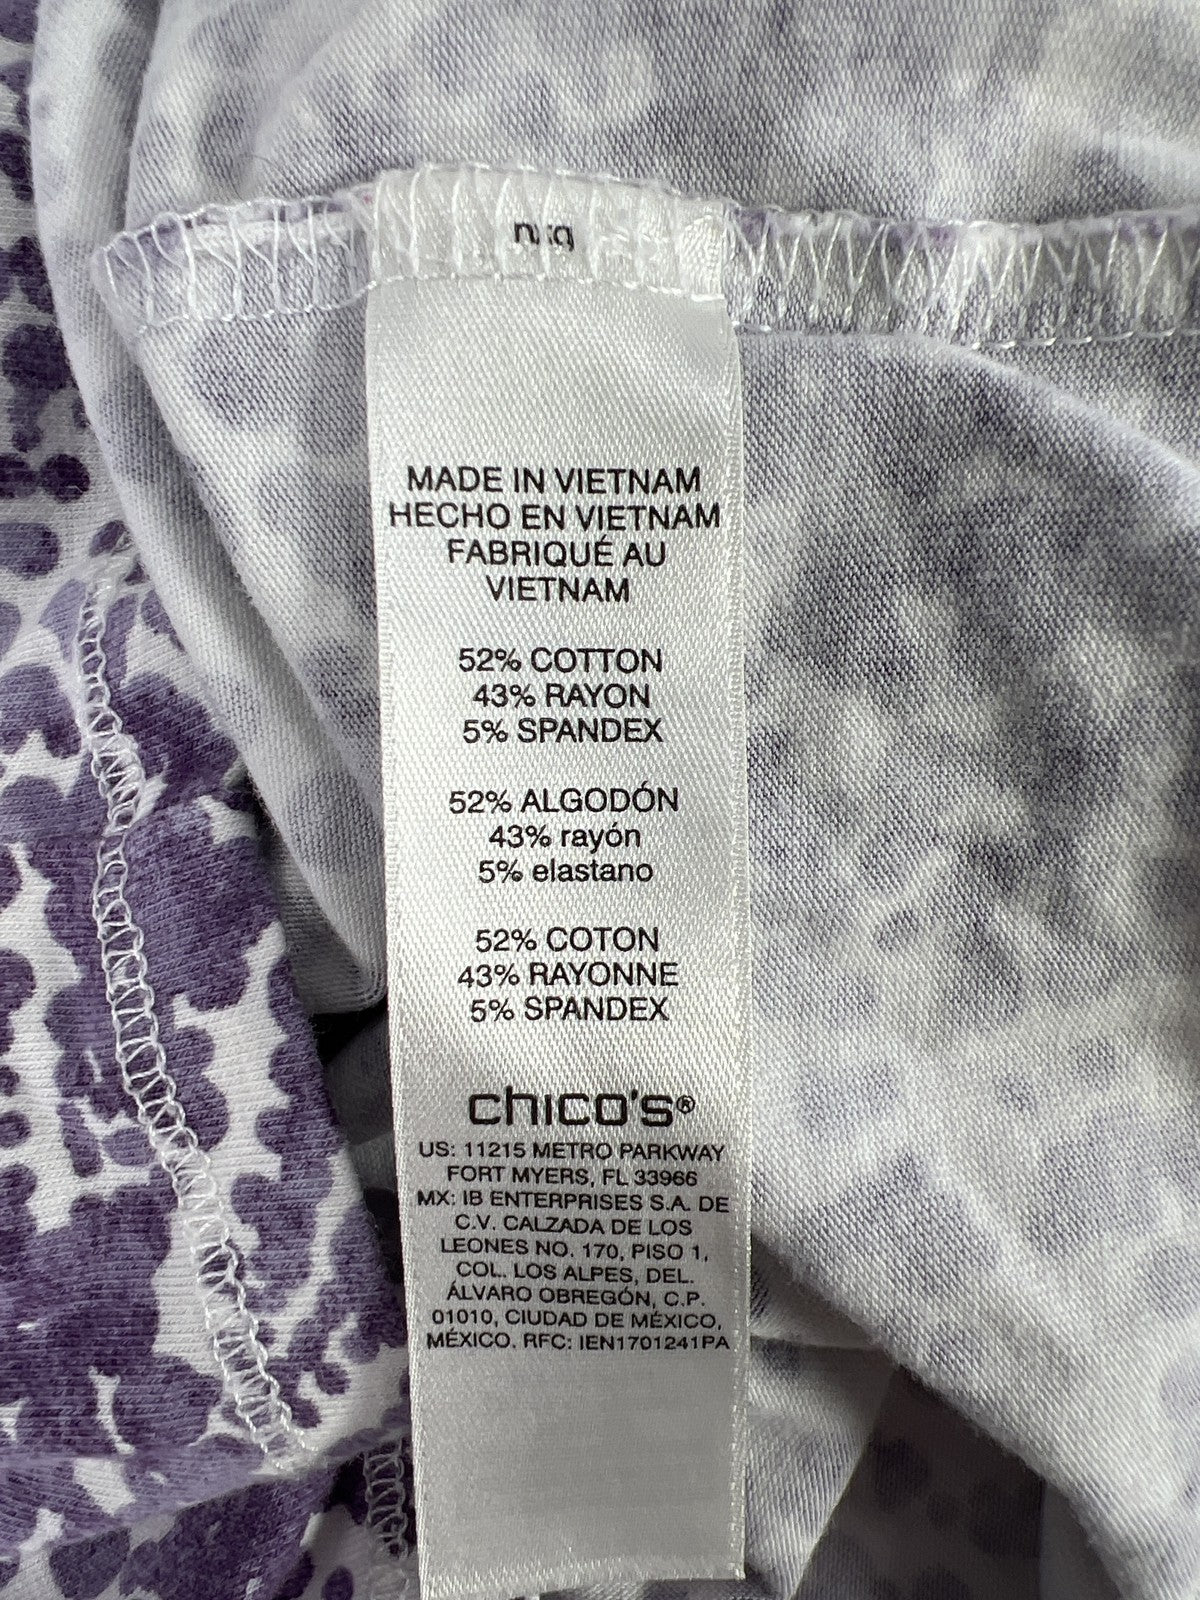 MADE IN VIETNAM
HECHO EN VIETNAM
FABRIQUÉ AU
VIETNAM
52% COTTON
43% RAYON
5% SPANDEX
52% ALGODÓN
43% rayón
5% elastano
52% COTON
43% RAYONNE
5% SPANDEX
chico's®
US: 11215 METRO PARKWAY
FORT MYERS, FL 33966
MX: IB ENTERPRISES S.A. DE
C.V. CALZADA DE LOS
LEONES NO. 170, PISO 1,
COL. LOS ALPES, DEL.
ÁLVARO OBREGÓN, C.P.
01010, CIUDAD DE MÉXICO,
MÉXICO. RFC: IEN1701241PA